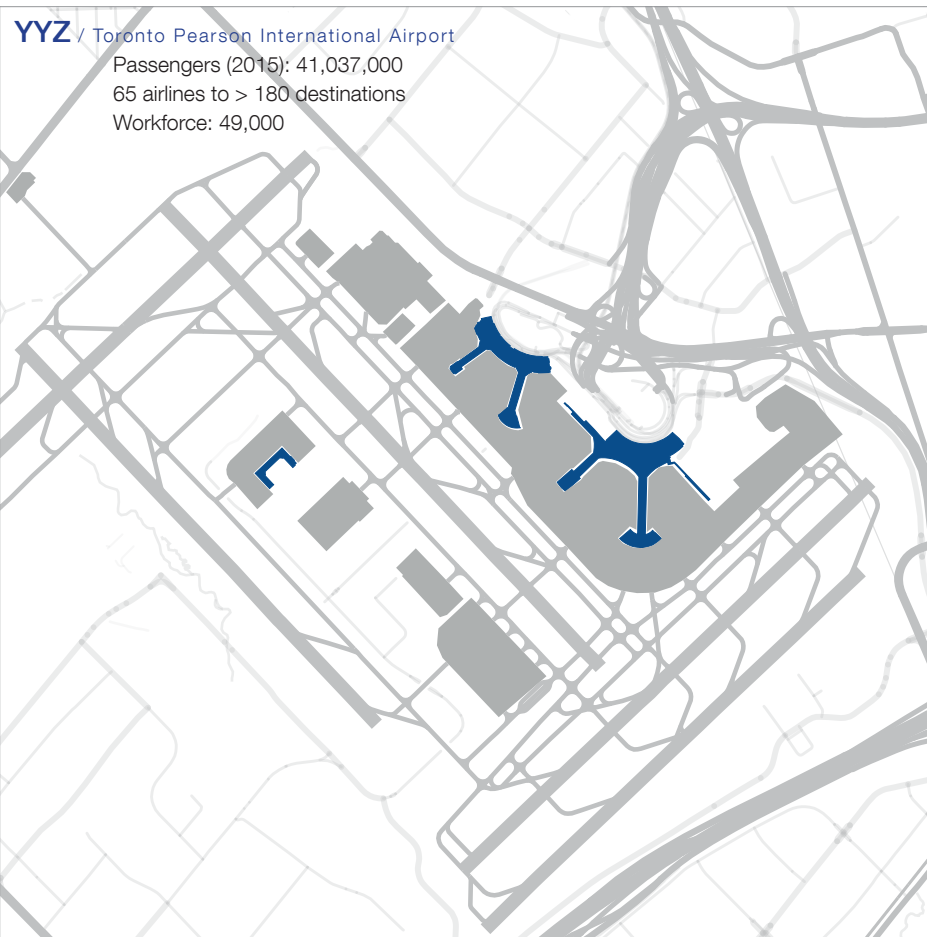 YYZ / Toronto Pearson International Airport
Passengers (2015): 41,037,000
65 airlines to > 180 destinations
Workforce: 49,000